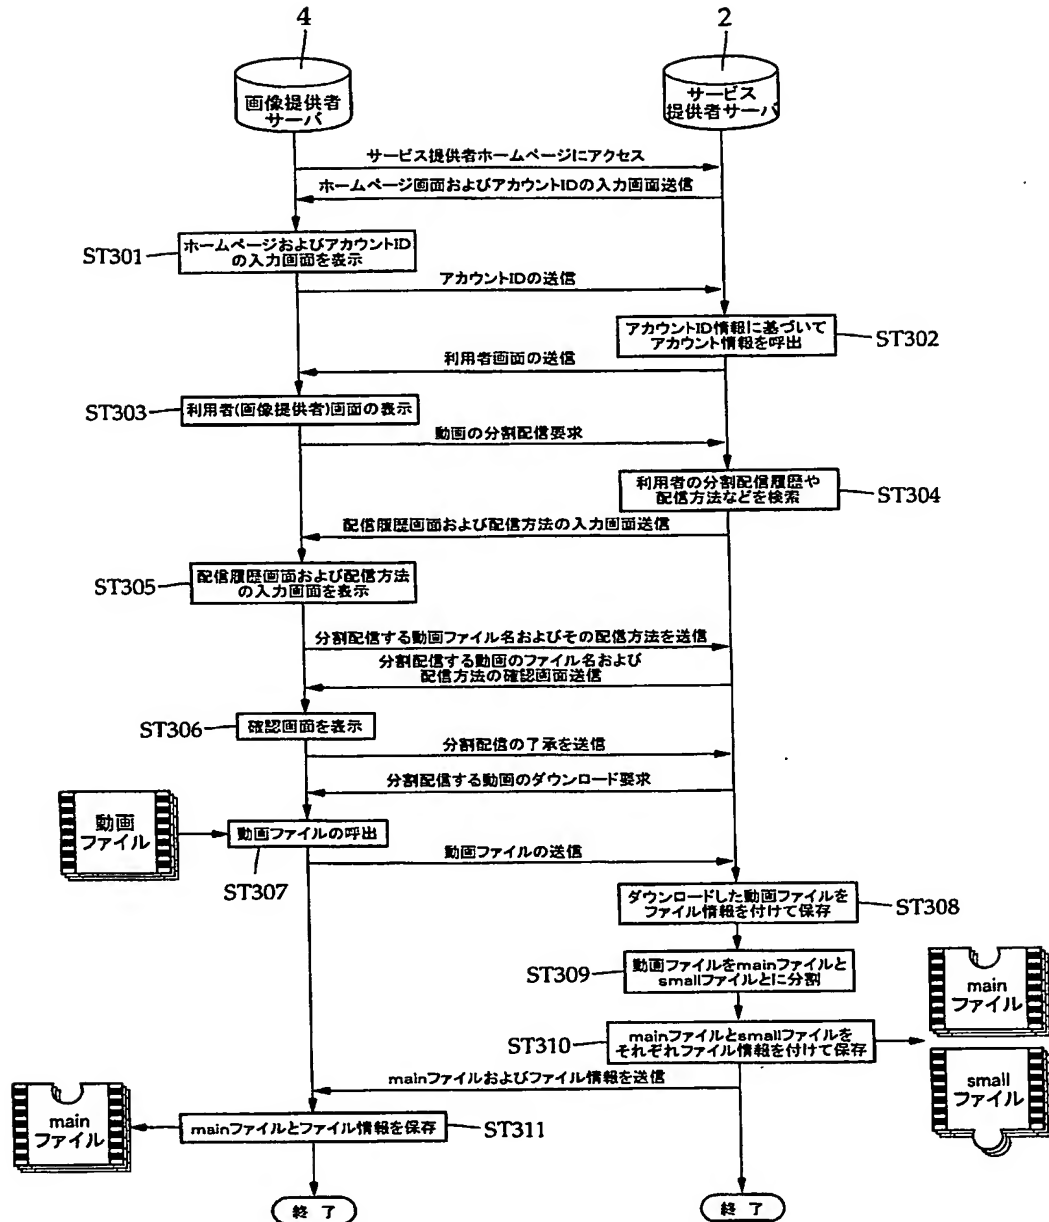 4
2
画像提供者
サーバ
サービス
提供者サーバ
サービス提供者ホームページにアクセス
ホームページ画面およびアカウントIDの入力画面送信
ST301
ホームページおよびアカウントID
の入力画面を表示
アカウントIDの送信
アカウントID情報に基づいて
アカウント情報を呼出
ST302
利用者画面の送信
ST303
利用者(画像提供者)画面の表示
動画の分割配信要求
利用者の分割配信履歴や
配信方法などを検索
ST304
配信履歴画面および配信方法の入力画面送信
ST305
配信履歴画面および配信方法
の入力画面を表示
分割配信する動画ファイル名およびその配信方法を送信
分割配信する動画のファイル名および
配信方法の確認画面送信
ST306
確認画面を表示
分割配信の了承を送信
分割配信する動画のダウンロード要求
動画
ファイル
動画ファイルの呼出
ST307
動画ファイルの送信
ダウンロードした動画ファイルを
ファイル情報を付けて保存
ST308
ST309
動画ファイルをmainファイルと
smallファイルとに分割
main
ファイル
ST310
mainファイルとsmallファイルを
それぞれファイル情報を付けて保存
small
ファイル
mainファイルおよびファイル情報を送信
main
ファイル
mainファイルとファイル情報を保存
ST311
終了
終了